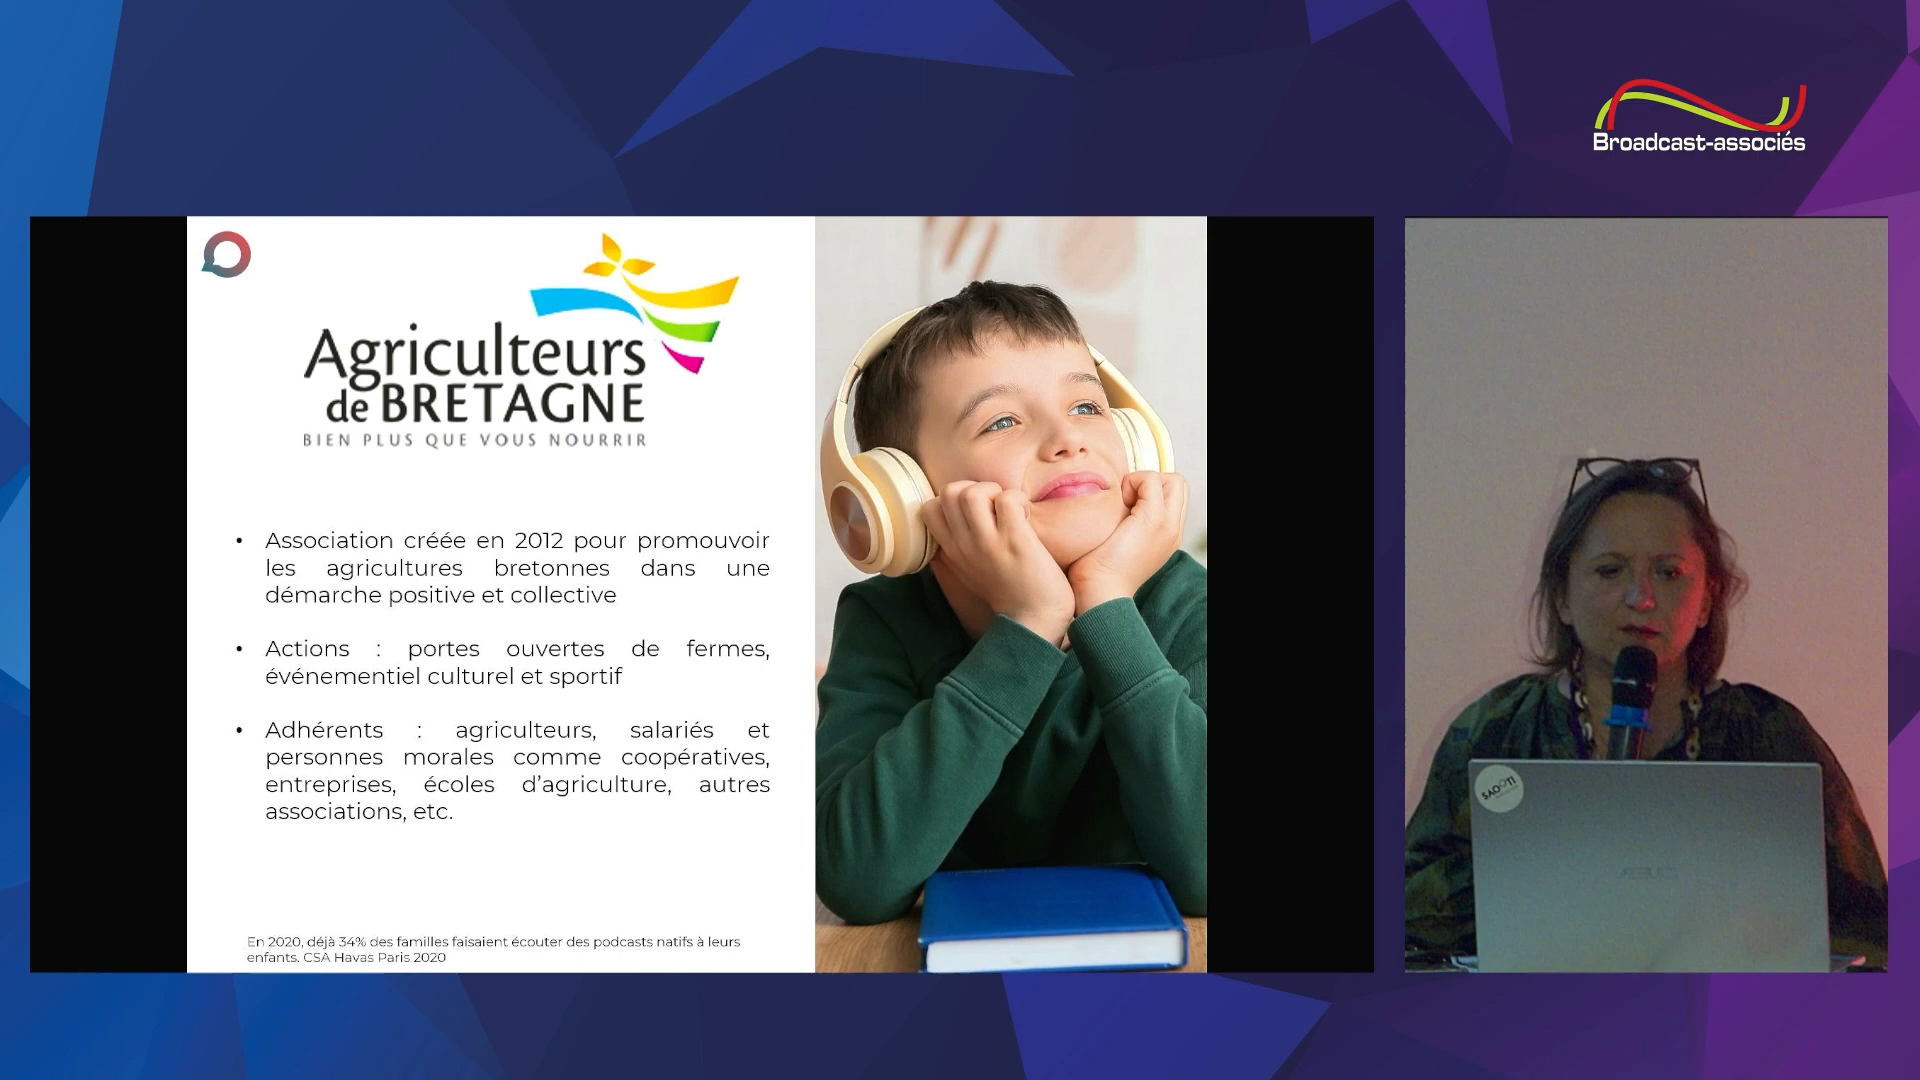 Broadcast-associés
Agriculteurs
de BRETAGNE
BIEN PLUS QUE VOUS NOURRIR
• Association créée en 2012 pour promouvoir
les agricultures bretonnes dans une
démarche positive et collective
• Actions : portes ouvertes de fermes,
événementiel culturel et sportif
• Adhérents : agriculteurs, salariés et
personnes morales comme coopératives,
entreprises, écoles d’agriculture, autres
associations, etc.
En 2020, déjà 34% des familles faisaient écouter des podcasts natifs à leurs
enfants. CSA Havas Paris 2020
SAOOTI
ASUS